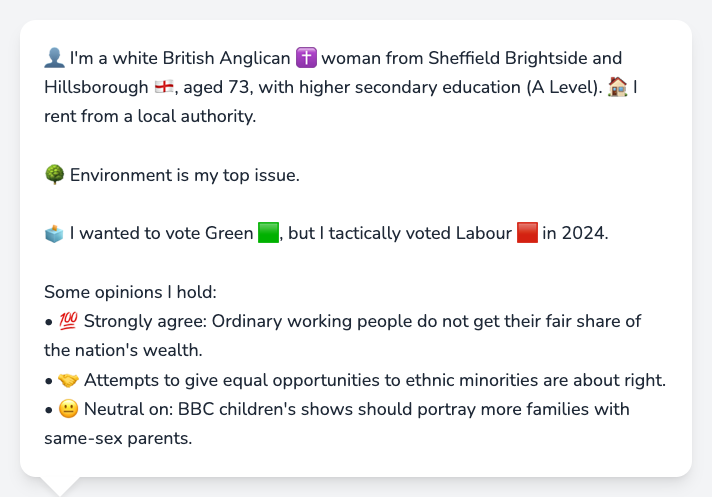 👤 I'm a white British Anglican ✝️ woman from Sheffield Brightside and
Hillsborough 🏴󠁧󠁢󠁥󠁮󠁧󠁿, aged 73, with higher secondary education (A Level). 🏠 I
rent from a local authority.
🌳 Environment is my top issue.
🗳️ I wanted to vote Green 🟩, but I tactically voted Labour 🟥 in 2024.
Some opinions I hold:
• 💯 Strongly agree: Ordinary working people do not get their fair share of
the nation's wealth.
• 🤝 Attempts to give equal opportunities to ethnic minorities are about right.
• 😐 Neutral on: BBC children's shows should portray more families with
same-sex parents.